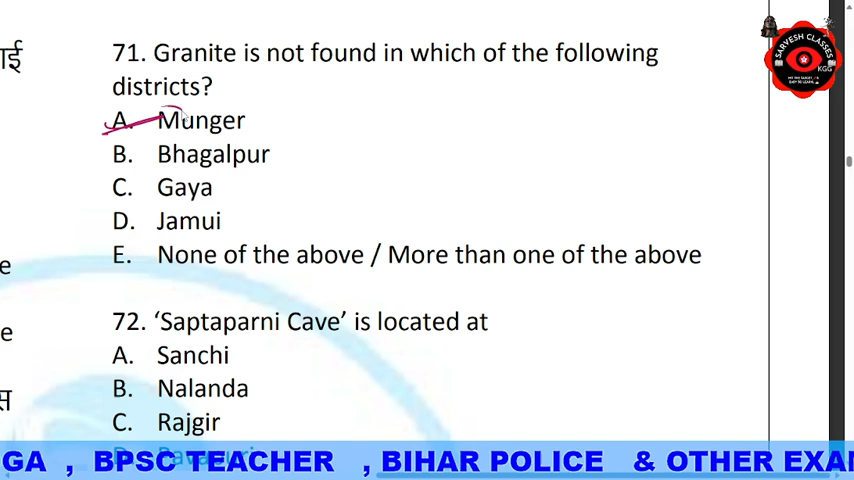 ाई
71. Granite is not found in which of the following
districts?
A. Munger
B. Bhagalpur
C. Gaya
D. Jamui
E. None of the above / More than one of the above
e
72. ‘Saptaparni Cave’ is located at
A. Sanchi
e
B. Nalanda
स
C. Rajgir
D. Pavapuri
GA , BPSC TEACHER , BIHAR POLICE & OTHER EXA
SARVESH CLASSES
KGG